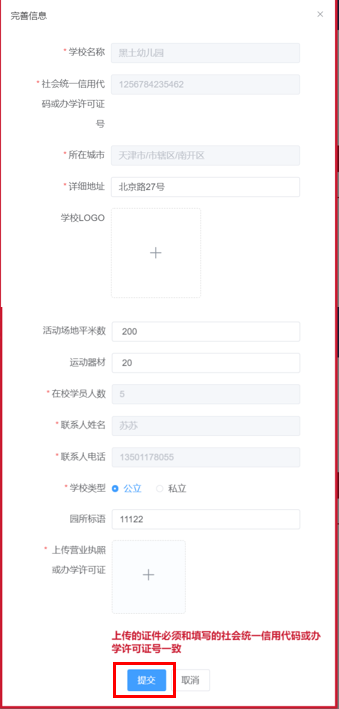 完善信息 ×
* 学校名称 黑土幼儿园
* 社会统一信用代 1256784235462
码或办学许可证
号
* 所在城市 天津市/市辖区/南开区
* 详细地址 北京路27号
学校LOGO
活动场地平米数 200
运动器材 20
* 在校学员人数 5
* 联系人姓名 苏苏
* 联系人电话 13501178055
* 学校类型 公立 私立
园所标语 11122
* 上传营业执照
或办学许可证
上传的证件必须和填写的社会统一信用代码或办
学许可证号一致
提交 取消